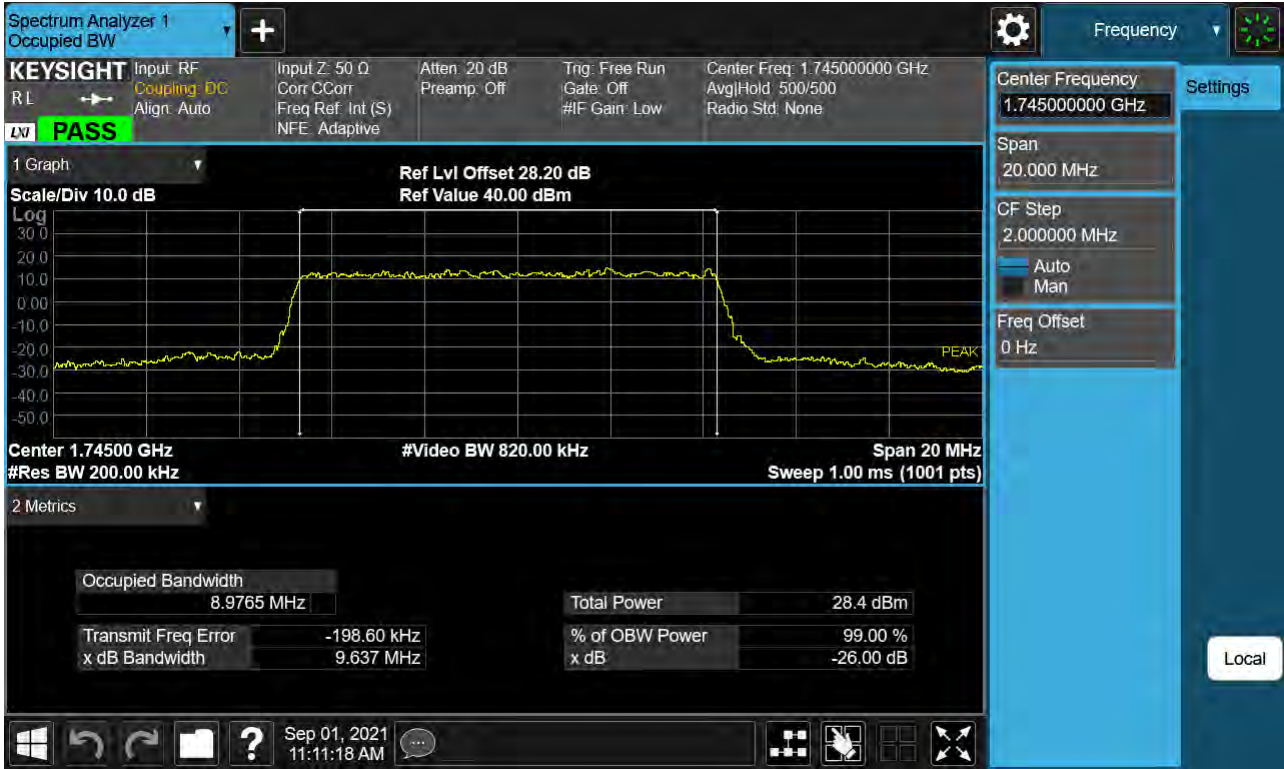 Spectrum Analyzer 1
Occupied BW
Frequency
KEYSIGHT
R L
LXI PASS
Input: RF
Coupling: DC
Align: Auto
Input Z: 50 Ω
Corr CCorr
Freq Ref: Int (S)
NFE: Adaptive
Atten: 20 dB
Preamp: Off
Trig: Free Run
Gate: Off
#IF Gain: Low
Center Freq: 1.745000000 GHz
Avg|Hold: 500/500
Radio Std: None
Center Frequency
1.745000000 GHz
Settings
Span
20.000 MHz
CF Step
2.000000 MHz
Auto
Man
Freq Offset
0 Hz
1 Graph
Scale/Div 10.0 dB
Ref Lvl Offset 28.20 dB
Ref Value 40.00 dBm
Log
30.0
20.0
10.0
0.00
-10.0
-20.0
-30.0
-40.0
-50.0
PEAK
Center 1.74500 GHz
#Video BW 820.00 kHz
Span 20 MHz
#Res BW 200.00 kHz
Sweep 1.00 ms (1001 pts)
2 Metrics
Occupied Bandwidth
8.9765 MHz
Total Power 28.4 dBm
Transmit Freq Error -198.60 kHz
% of OBW Power 99.00 %
x dB Bandwidth 9.637 MHz
x dB -26.00 dB
Local
?
Sep 01, 2021
11:11:18 AM